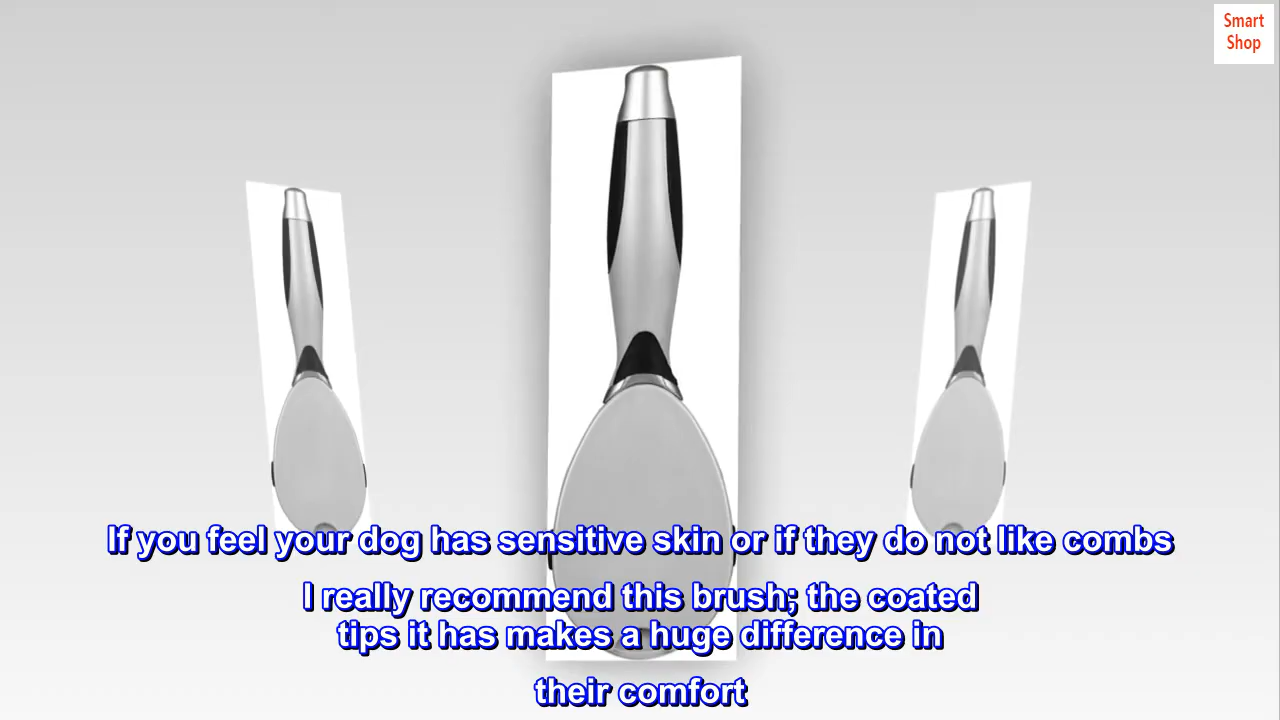 Smart
Shop
If you feel your dog has sensitive skin or if they do not like combs
I really recommend this brush; the coated
tips it has makes a huge difference in
their comfort